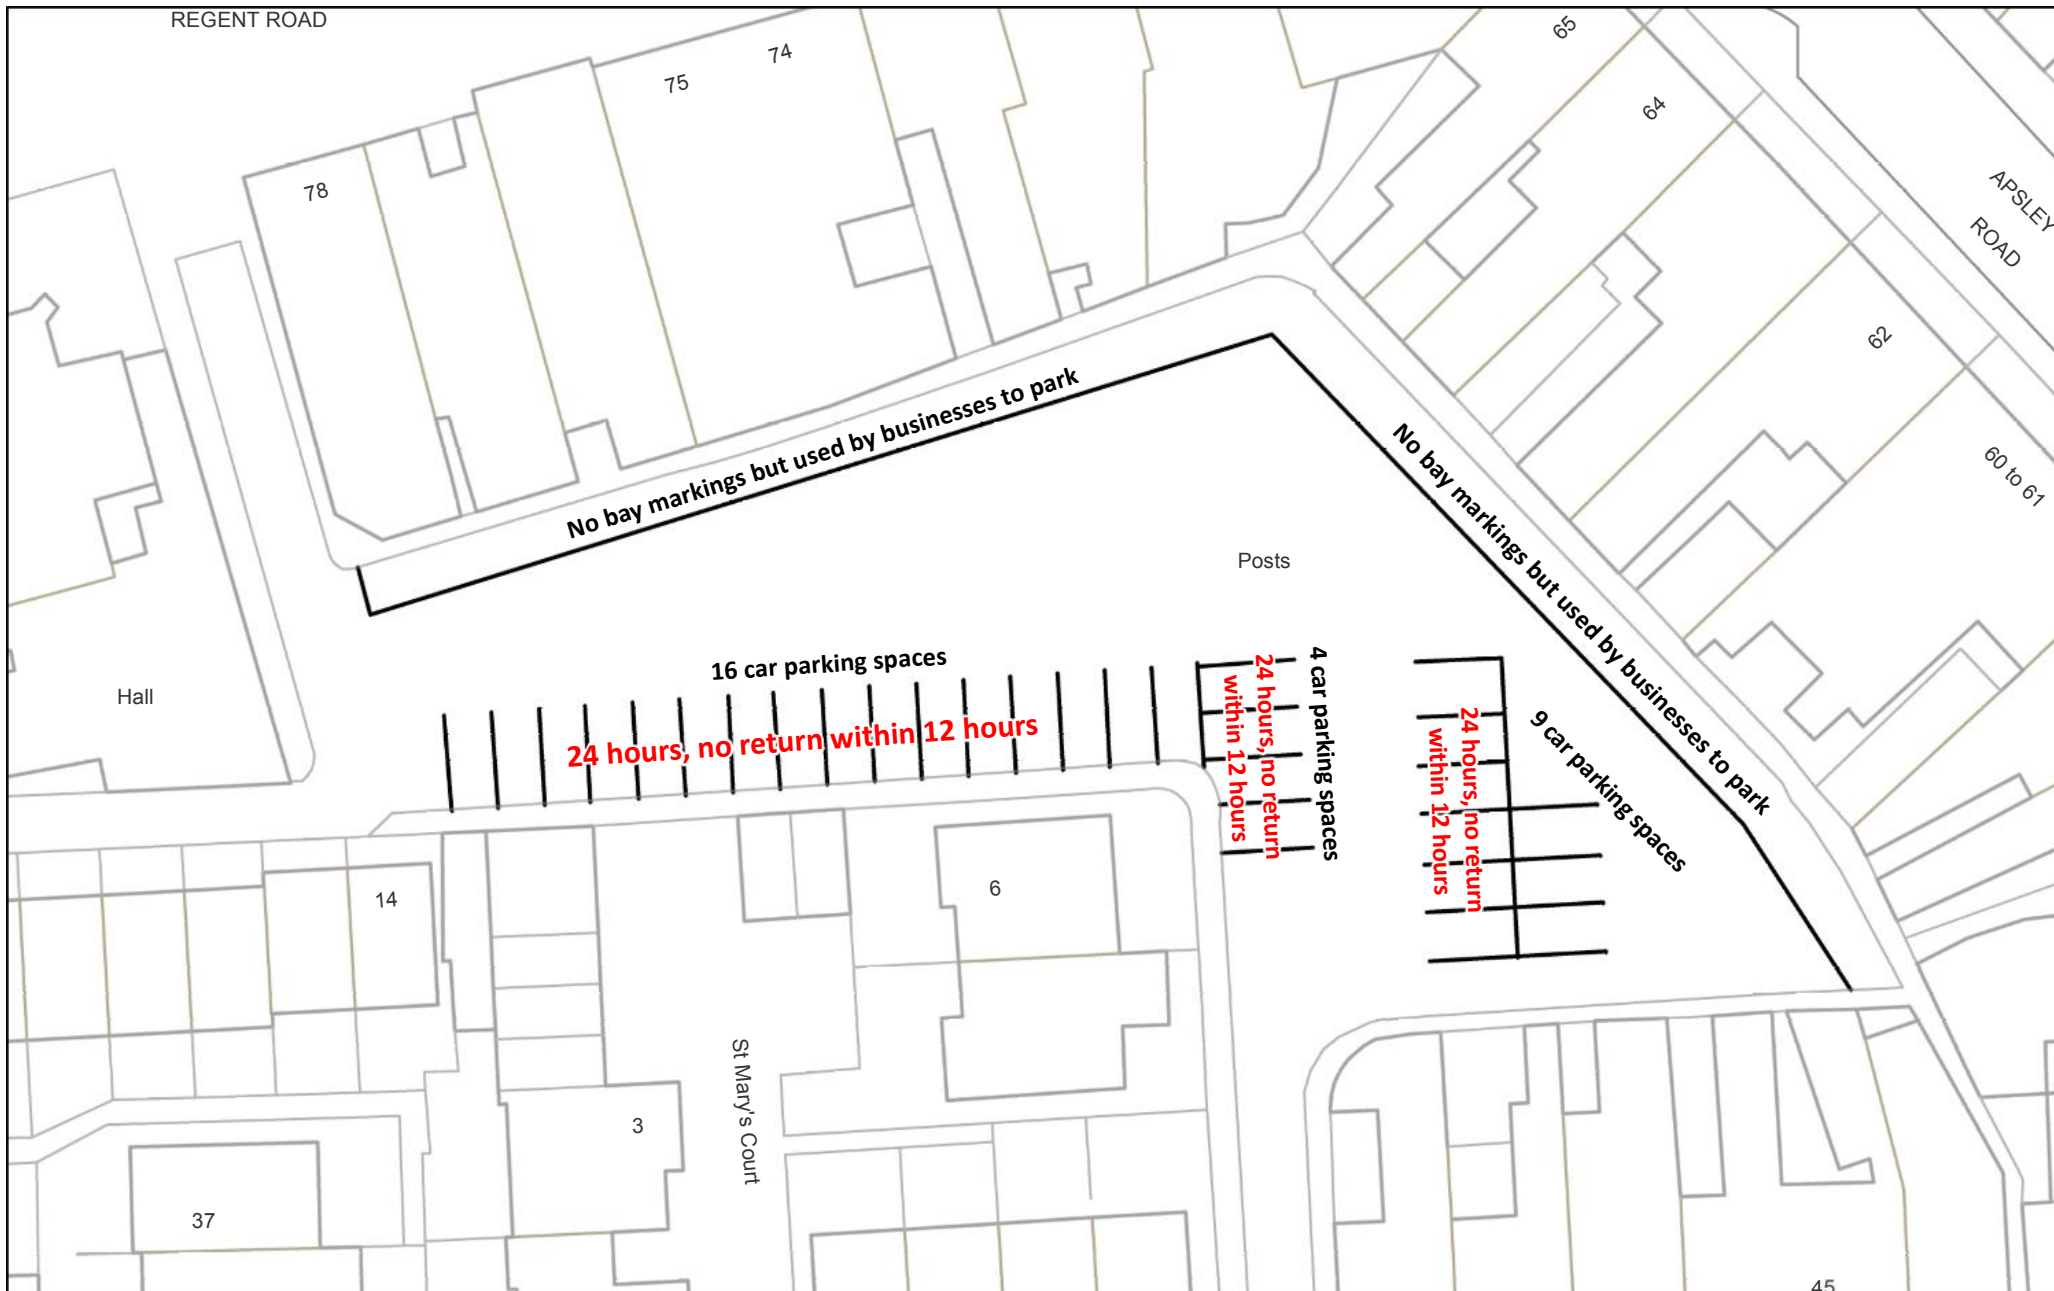 REGENT ROAD
74
75
78
65
64
APSLEY
ROAD
62
60 to 61
No bay markings but used by businesses to park
No bay markings but used by businesses to park
Posts
16 car parking spaces
24 hours, no return within 12 hours
24 hours, no return
within 12 hours
4 car parking spaces
24 hours, no return
within 12 hours
9 car parking spaces
Hall
14
6
St Mary's Court
3
37
45